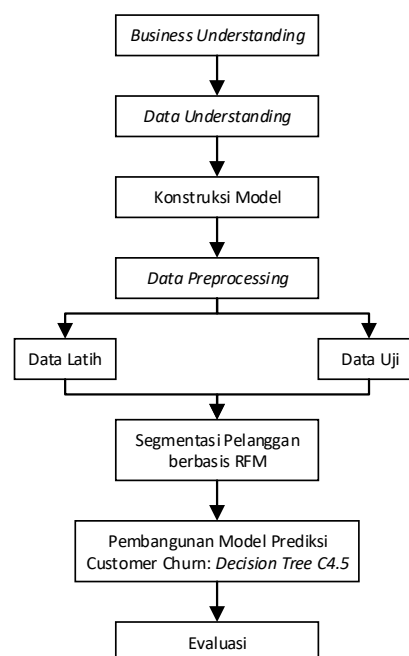 Business Understanding
Data Understanding
Konstruksi Model
Data Preprocessing
Data Latih
Data Uji
Segmentasi Pelanggan
berbasis RFM
Pembangunan Model Prediksi
Customer Churn: Decision Tree C4.5
Evaluasi